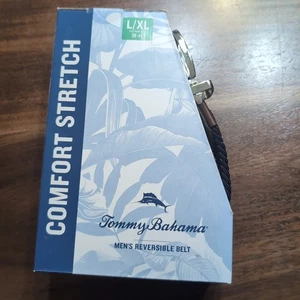 L/XL
COMFORT STRETCH
Tommy Bahama
MEN'S REVERSIBLE BELT